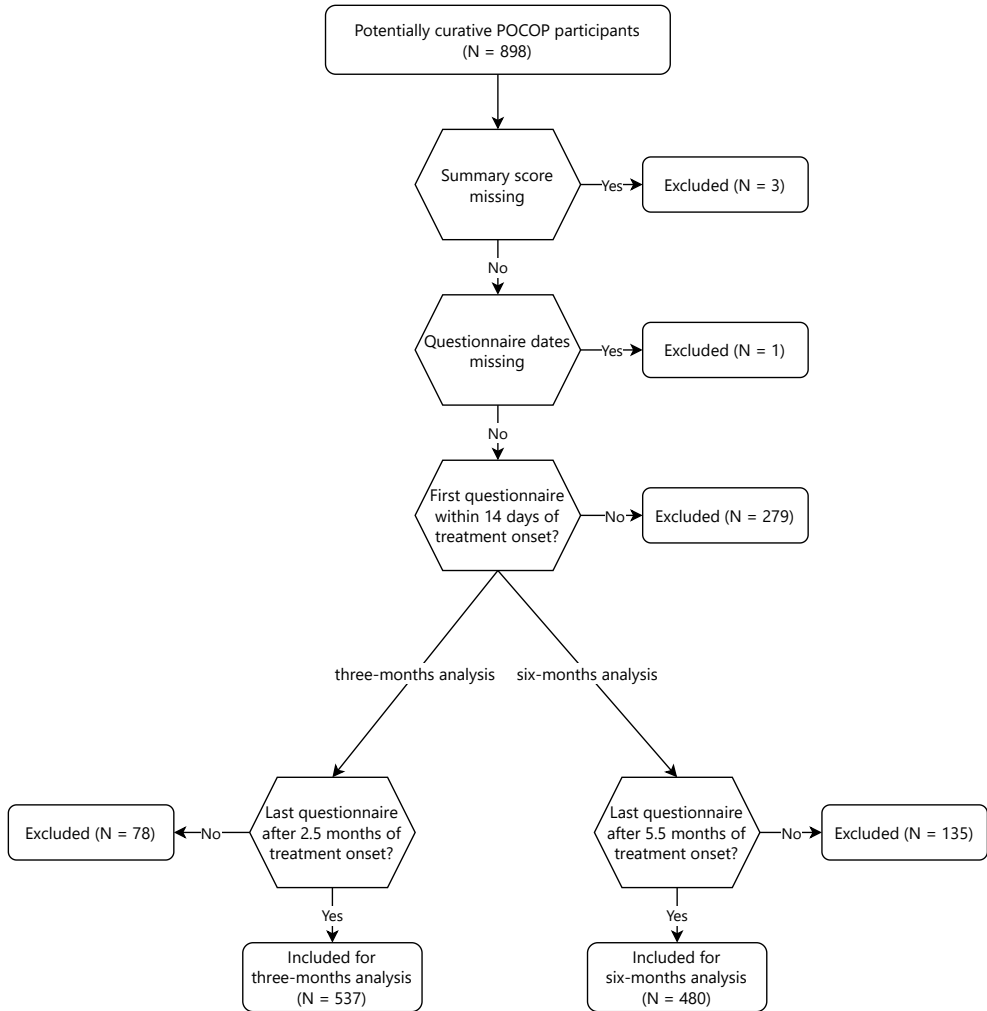 Potentially curative POCOP participants
(N = 898)
Summary score
missing
Yes
Excluded (N = 3)
No
Questionnaire dates
missing
Yes
Excluded (N = 1)
No
First questionnaire
within 14 days of
treatment onset?
No
Excluded (N = 279)
three-months analysis
six-months analysis
Excluded (N = 78)
No
Last questionnaire
after 2.5 months of
treatment onset?
Last questionnaire
after 5.5 months of
treatment onset?
No
Excluded (N = 135)
Yes
Yes
Included for
three-months analysis
(N = 537)
Included for
six-months analysis
(N = 480)